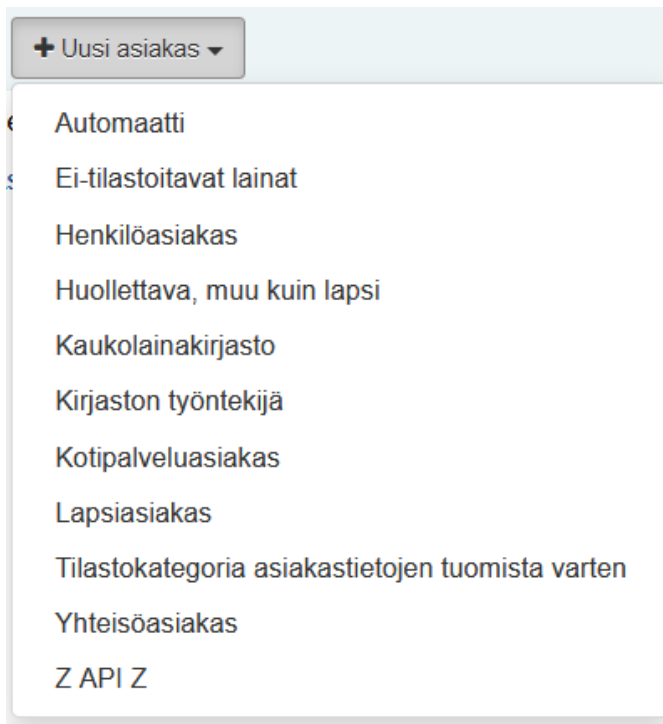 + Uusi asiakas
Automaatti
Ei-tilastoitavat lainat
Henkilöasiakas
Huollettava, muu kuin lapsi
Kaukolainakirjasto
Kirjaston työntekijä
Kotipalveluasiakas
Lapsiasiakas
Tilastokategoria asiakastietojen tuomista varten
Yhteisöasiakas
Z API Z